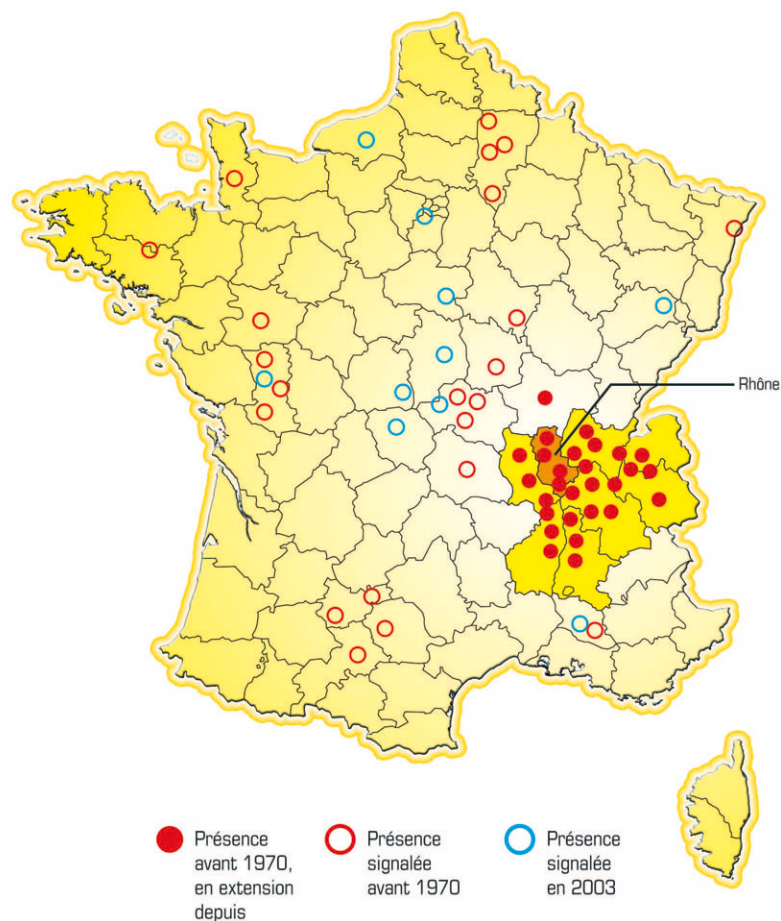 Rhône
Présence
avant 1970,
en extension
depuis
Présence
signalée
avant 1970
Présence
signalée
en 2003